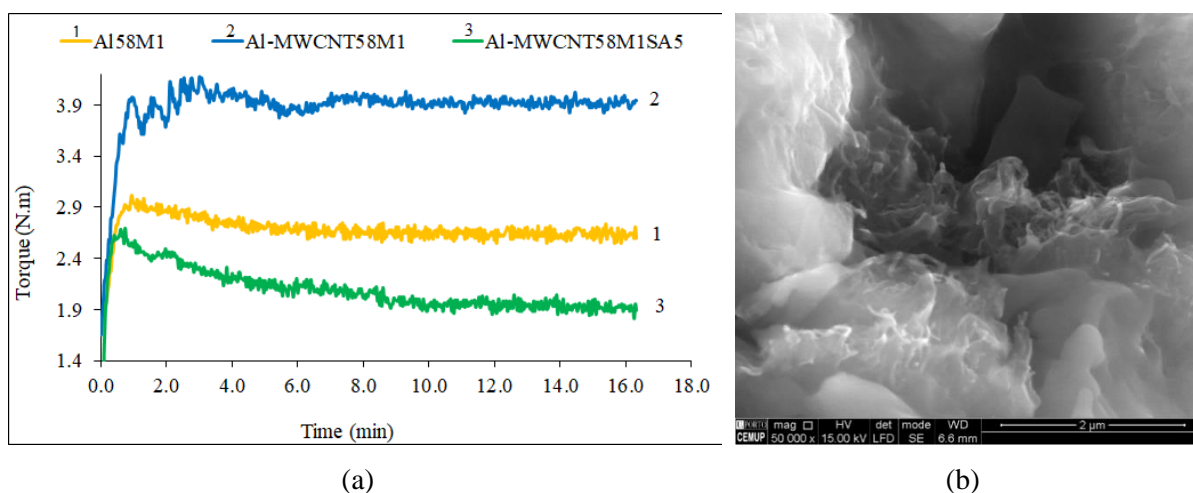 1 Al58M1 2 Al-MWCNT58M1 3 Al-MWCNT58M1SA5
Torque (N.m)
3.9
3.4
2.9
2.4
1.9
1.4
2
1
3
0.0 2.0 4.0 6.0 8.0 10.0 12.0 14.0 16.0 18.0
Time (min)
U.PORTO mag □ HV det mode WD
CEMUP 50 000 x 15.00 kV LFD SE 6.6 mm 2 µm
(a) (b)